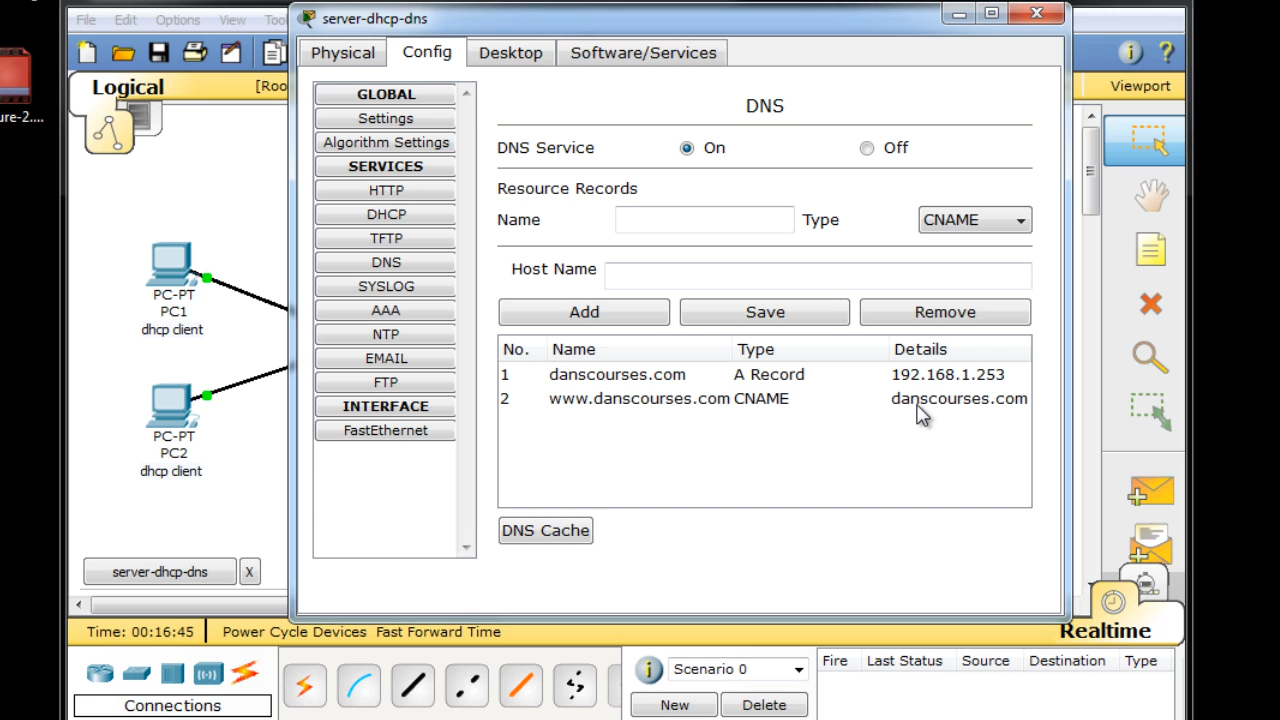 File Edit Options View Tool
server-dhcp-dns
Physical Config Desktop Software/Services
ure-2....
Logical
[Roo
Viewport
GLOBAL
Settings
Algorithm Settings
SERVICES
HTTP
DHCP
TFTP
DNS
SYSLOG
AAA
NTP
EMAIL
FTP
INTERFACE
FastEthernet
DNS
DNS Service On Off
Resource Records
Name Type CNAME
Host Name
Add Save Remove
No. Name Type Details
1 danscourses.com A Record 192.168.1.253
2 www.danscourses.com CNAME danscourses.com
DNS Cache
PC-PT
PC1
dhcp client
PC-PT
PC2
dhcp client
server-dhcp-dns X
Time: 00:16:45 Power Cycle Devices Fast Forward Time
Realtime
Connections
Scenario 0
New Delete
Fire Last Status Source Destination Type